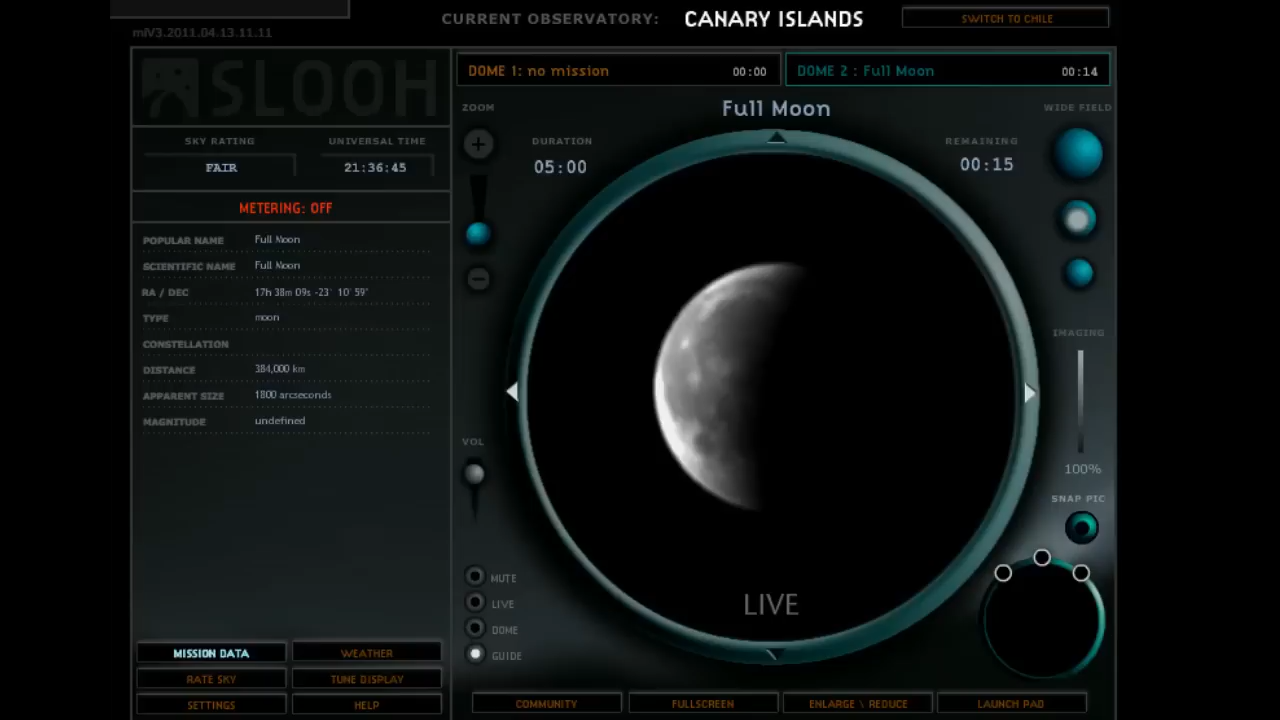 CURRENT OBSERVATORY: CANARY ISLANDS
SWITCH TO CHILE
mlV3.2011.04.13.11.11
SLOOH
DOME 1: no mission 00:00
DOME 2 : Full Moon 00:14
SKY RATING
FAIR
UNIVERSAL TIME
21:36:45
METERING: OFF
POPULAR NAME Full Moon
SCIENTIFIC NAME Full Moon
RA / DEC 17h 38m 09s -23° 10' 59"
TYPE moon
CONSTELLATION
DISTANCE 384,000 km
APPARENT SIZE 1800 arcseconds
MAGNITUDE undefined
MISSION DATA
WEATHER
RATE SKY
TUNE DISPLAY
SETTINGS
HELP
ZOOM
Full Moon
WIDE FIELD
DURATION
05:00
REMAINING
00:15
IMAGING
100%
VOL
SNAP PIC
MUTE
LIVE
DOME
GUIDE
LIVE
COMMUNITY
FULLSCREEN
ENLARGE \ REDUCE
LAUNCH PAD